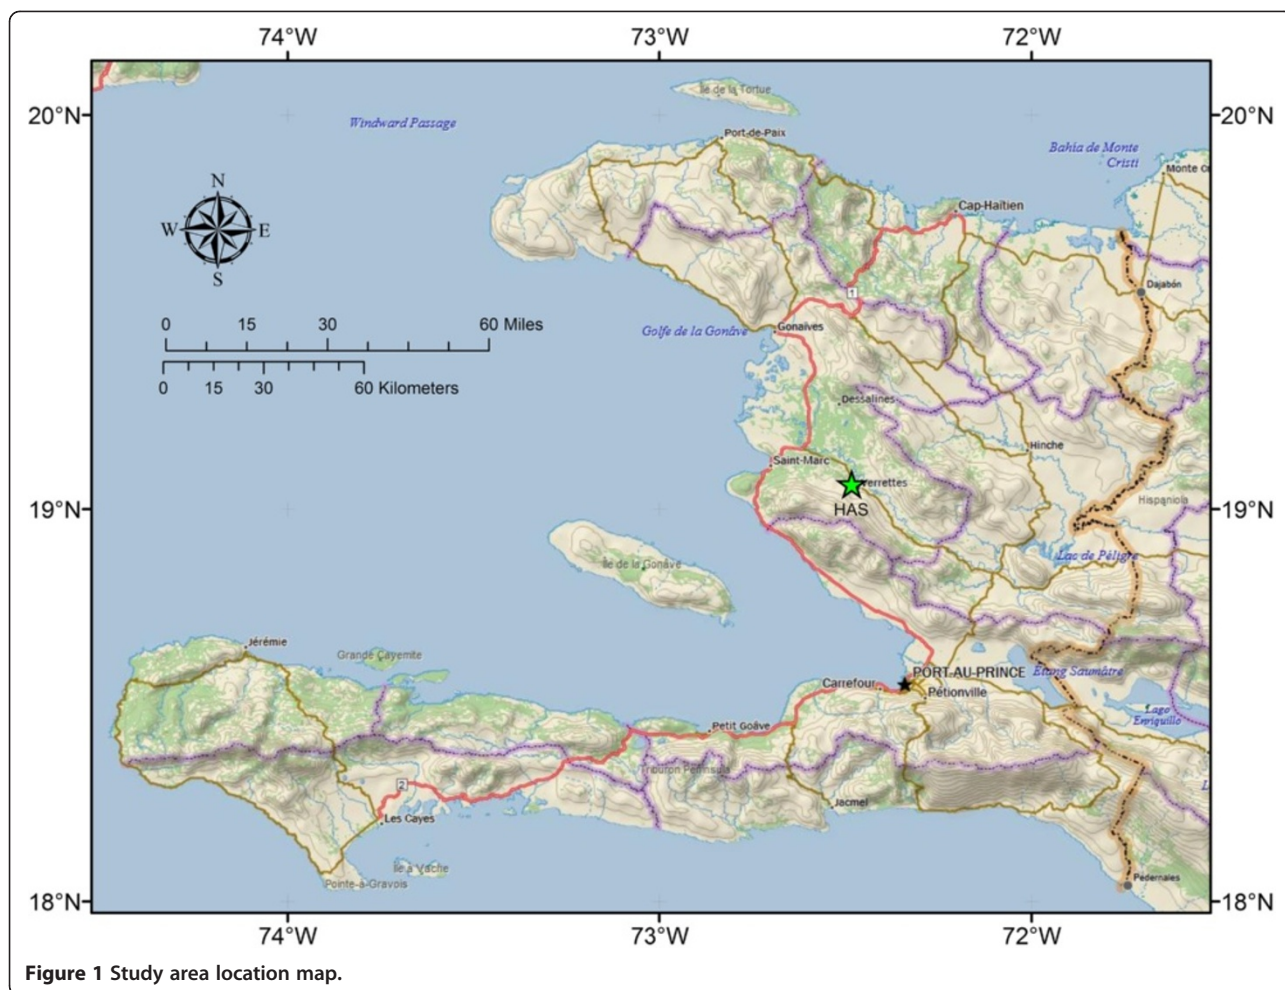 74°W 73°W 72°W
Île de la Tortue
20°N 20°N
Windward Passage
Port-de-Paix
Bahia de Monte
Cristi
Monte
N
W E
S
Cap-Haïtien
Dajabón
1
0 15 30 60 Miles
Golfe de la Gonâve
Gonaïves
0 15 30 60 Kilometers
Dessalines
Hinche
Saint-Marc
Hispaniola
HAS
19°N 19°N
Lac de Péligre
Île de la Gonâve
Jérémie
Grande Cayemite
PORT-AU-PRINCE
Etang Saumâtre
Carrefour
Pétionville
Lago
Enriquillo
Petit Goâve
2
Jacmel
Les Cayes
Île à Vache
Pointe-à-Gravois
Pedernales
18°N 18°N
74°W 73°W 72°W
Figure 1 Study area location map.